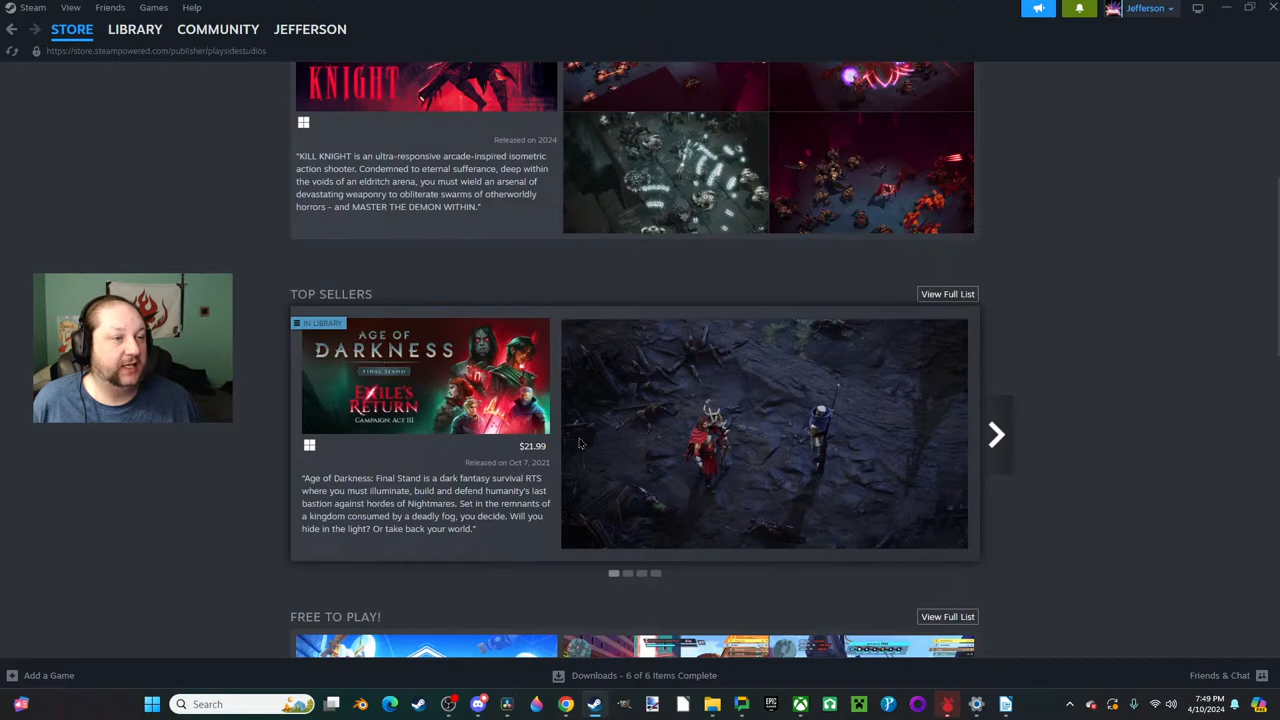 Steam View Friends Games Help
Jefferson
STORE LIBRARY COMMUNITY JEFFERSON
https://store.steampowered.com/publisher/playsidestudios
KNIGHT
Released on 2024
"KILL KNIGHT is an ultra-responsive arcade-inspired isometric
action shooter. Condemned to eternal sufferance, deep within
the voids of an eldritch arena, you must wield an arsenal of
devastating weaponry to obliterate swarms of otherworldly
horrors - and MASTER THE DEMON WITHIN."
TOP SELLERS
View Full List
IN LIBRARY
AGE OF
DARKNESS
FINAL STAND
EXILE'S
RETURN
CAMPAIGN: ACT III
$21.99
Released on Oct 7, 2021
"Age of Darkness: Final Stand is a dark fantasy survival RTS
where you must illuminate, build and defend humanity's last
bastion against hordes of Nightmares. Set in the remnants of
a kingdom consumed by a deadly fog, you decide. Will you
hide in the light? Or take back your world."
FREE TO PLAY!
View Full List
Add a Game
Downloads - 6 of 6 Items Complete
Friends & Chat
Search
7:49 PM
4/10/2024